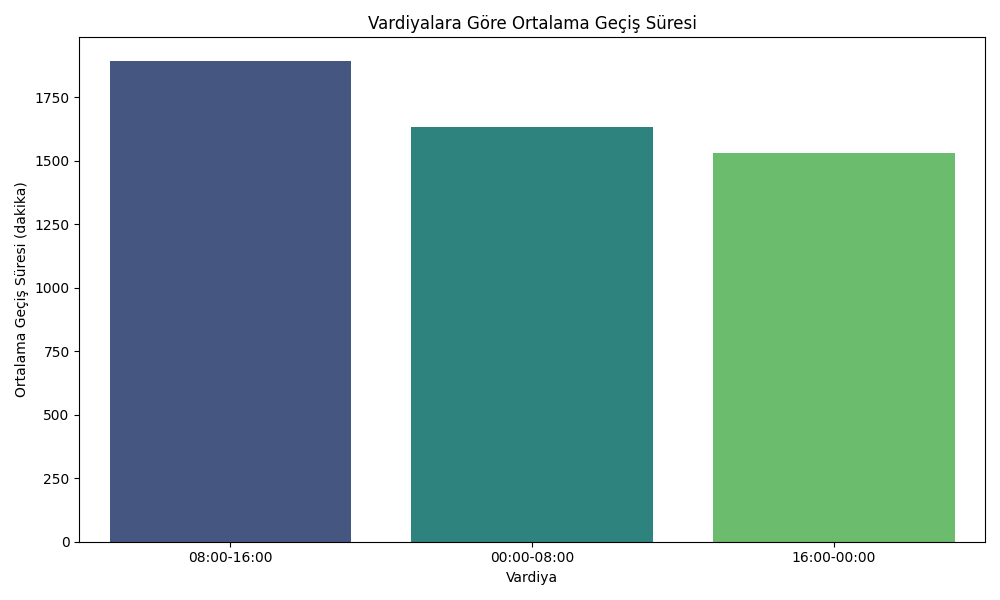 Vardiyalara Göre Ortalama Geçiş Süresi
Ortalama Geçiş Süresi (dakika)
1750
1500
1250
1000
750
500
250
0
08:00-16:00 00:00-08:00 16:00-00:00
Vardiya